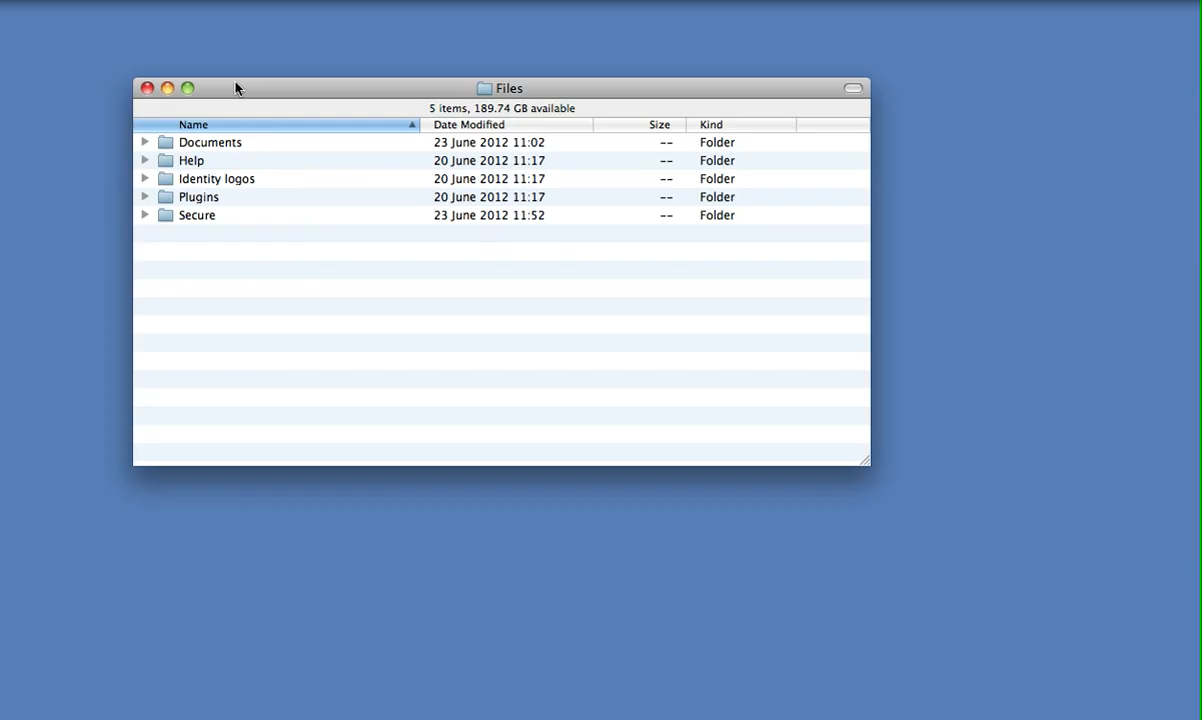 Files
5 items, 189.74 GB available
Name Date Modified Size Kind
Documents 23 June 2012 11:02 -- Folder
Help 20 June 2012 11:17 -- Folder
Identity logos 20 June 2012 11:17 -- Folder
Plugins 20 June 2012 11:17 -- Folder
Secure 23 June 2012 11:52 -- Folder